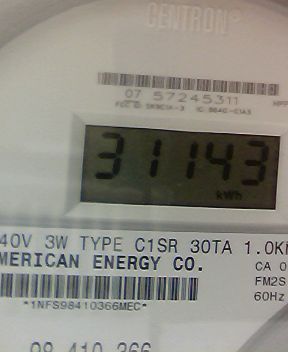 CENTRON®
07 57245311
31143
kWh
40V 3W TYPE C1SR 30TA 1.0K
MERICAN ENERGY CO.
CA 0
FM2S
60Hz
*1NFS98410366MEC*
98 410 366